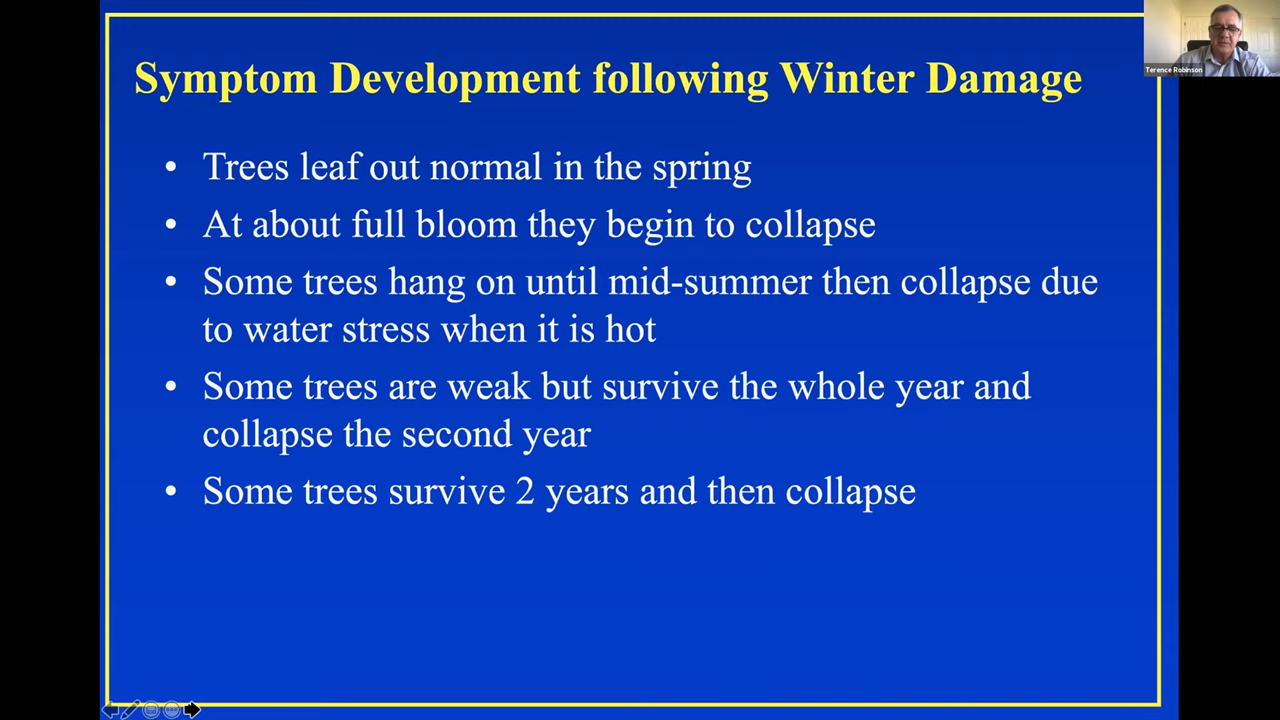 Symptom Development following Winter Damage
• Trees leaf out normal in the spring
• At about full bloom they begin to collapse
• Some trees hang on until mid-summer then collapse due
to water stress when it is hot
• Some trees are weak but survive the whole year and
collapse the second year
• Some trees survive 2 years and then collapse
Terence Robinson